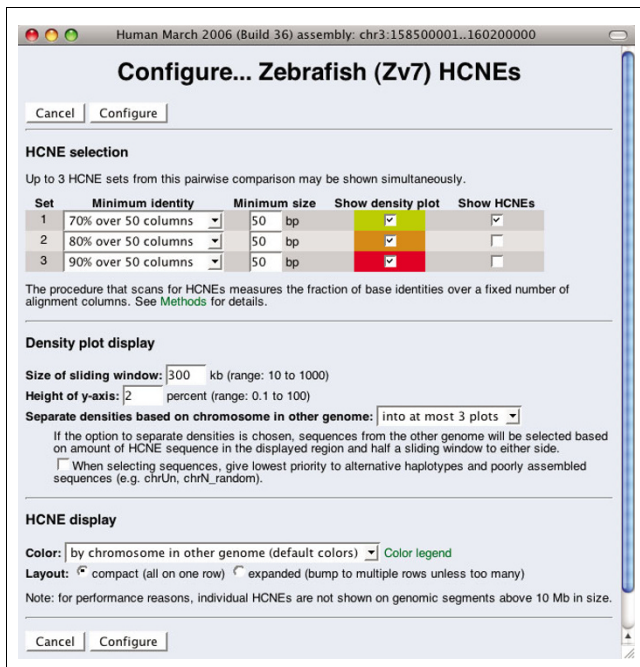 Human March 2006 (Build 36) assembly: chr3:158500001..160200000
Configure... Zebrafish (Zv7) HCNEs
Cancel Configure
HCNE selection
Up to 3 HCNE sets from this pairwise comparison may be shown simultaneously.
Set Minimum identity Minimum size Show density plot Show HCNEs
1 70% over 50 columns 50 bp
2 80% over 50 columns 50 bp
3 90% over 50 columns 50 bp
The procedure that scans for HCNEs measures the fraction of base identities over a fixed number of
alignment columns. See Methods for details.
Density plot display
Size of sliding window: 300 kb (range: 10 to 1000)
Height of y-axis: 2 percent (range: 0.1 to 100)
Separate densities based on chromosome in other genome: into at most 3 plots
If the option to separate densities is chosen, sequences from the other genome will be selected based
on amount of HCNE sequence in the displayed region and half a sliding window to either side.
When selecting sequences, give lowest priority to alternative haplotypes and poorly assembled
sequences (e.g. chrUn, chrN_random).
HCNE display
Color: by chromosome in other genome (default colors) Color legend
Layout: compact (all on one row) expanded (bump to multiple rows unless too many)
Note: for performance reasons, individual HCNEs are not shown on genomic segments above 10 Mb in size.
Cancel Configure